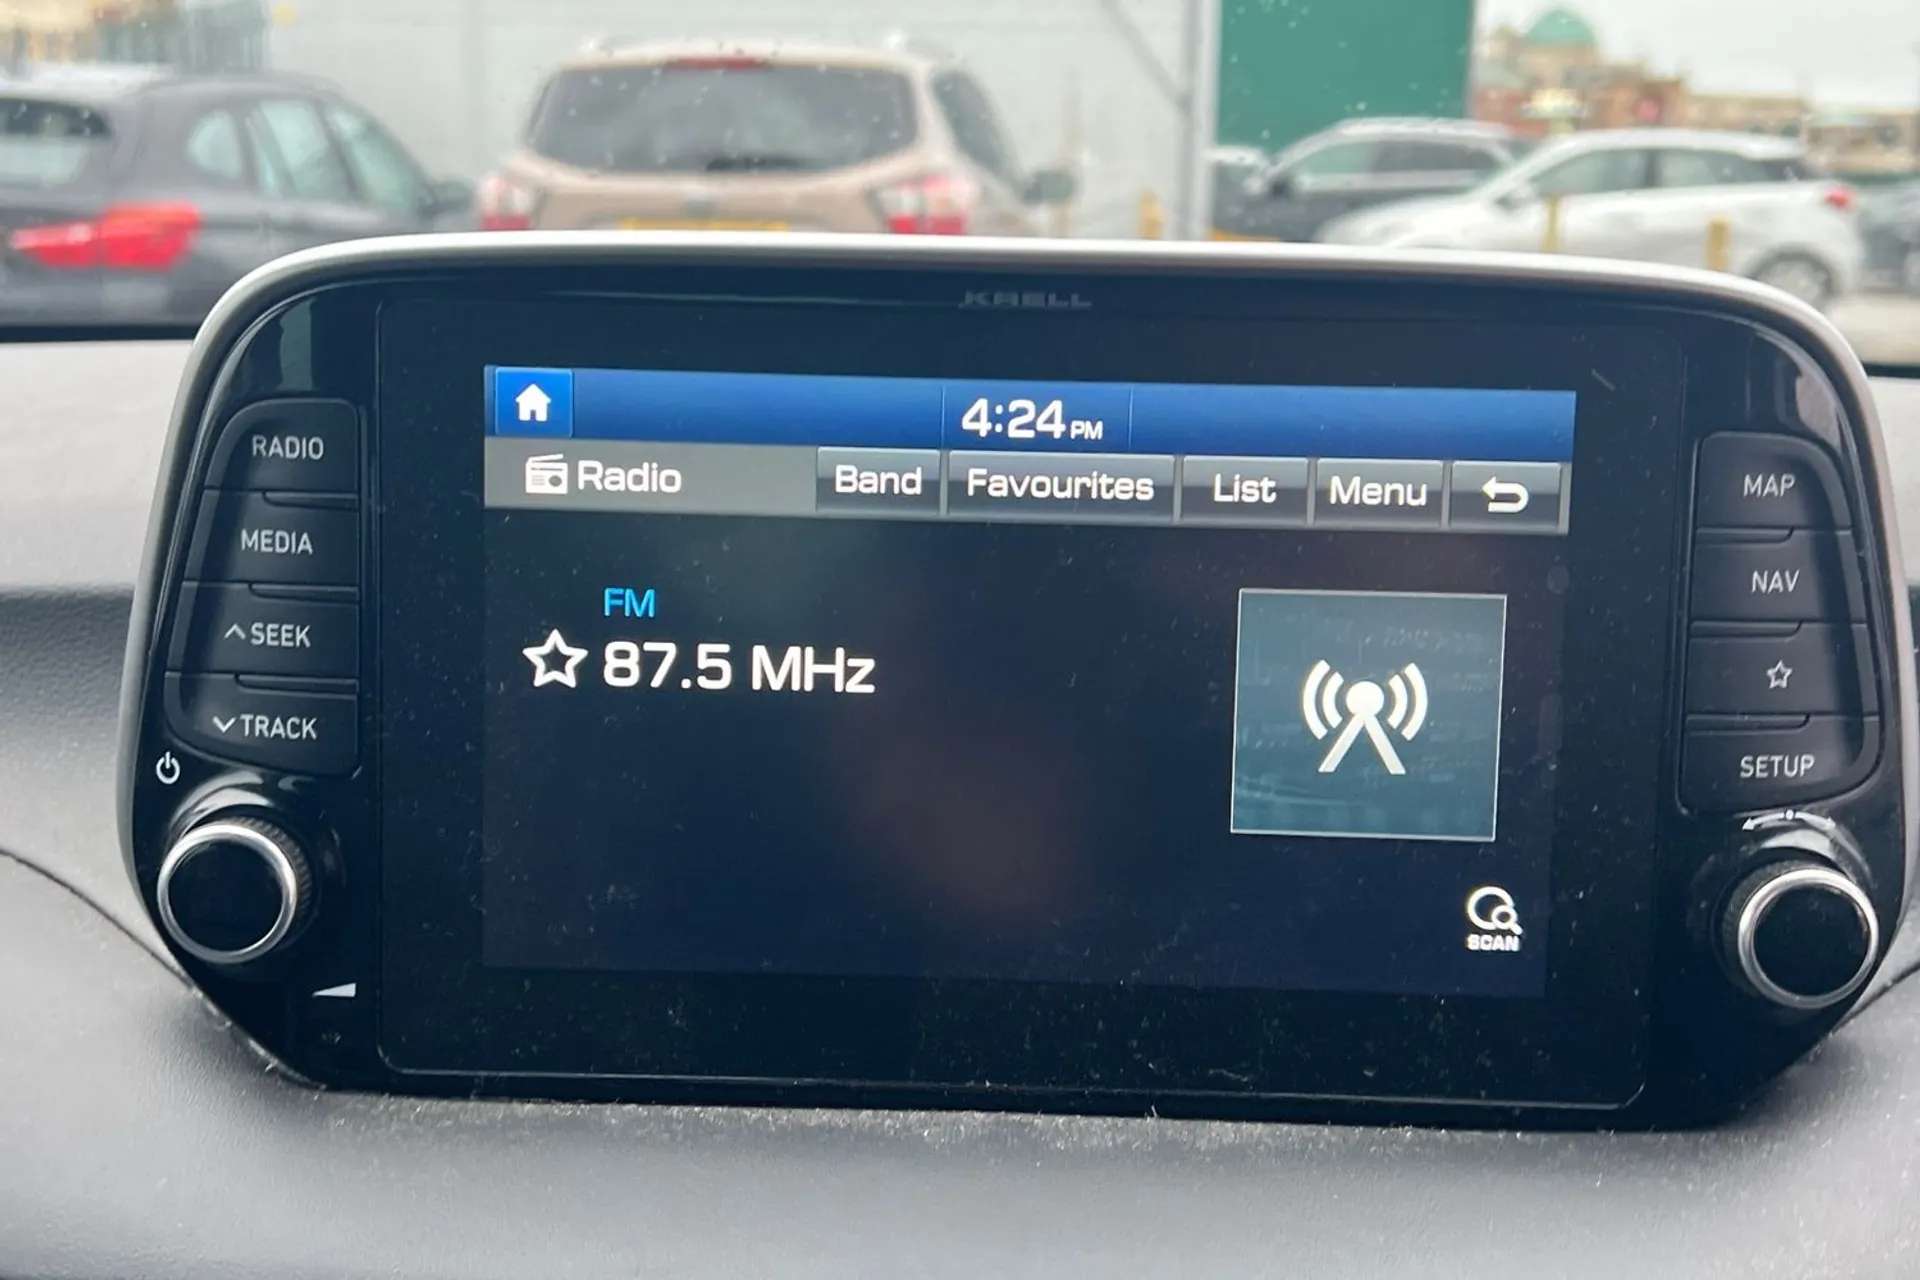 KRELL
4:24 PM
Radio Band Favourites List Menu
FM
87.5 MHz
SCAN
RADIO
MEDIA
SEEK
TRACK
MAP
NAV
SETUP